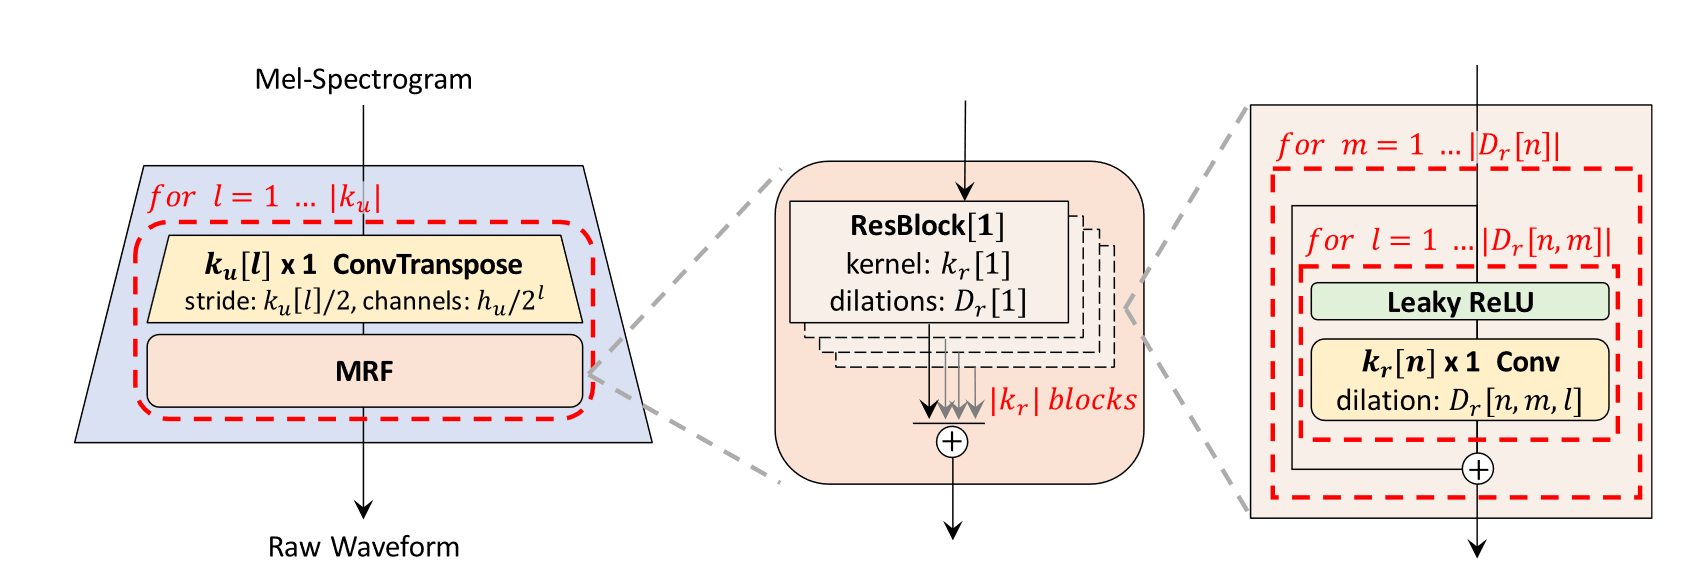 Mel-Spectrogram
for l = 1 … |k_u|
k_u[l] x 1 ConvTranspose
stride: k_u[l]/2, channels: h_u/2^l
MRF
Raw Waveform
ResBlock[1]
kernel: k_r[1]
dilations: D_r[1]
|k_r| blocks
for m = 1 … |D_r[n]|
for l = 1 … |D_r[n, m]|
Leaky ReLU
k_r[n] x 1 Conv
dilation: D_r[n, m, l]